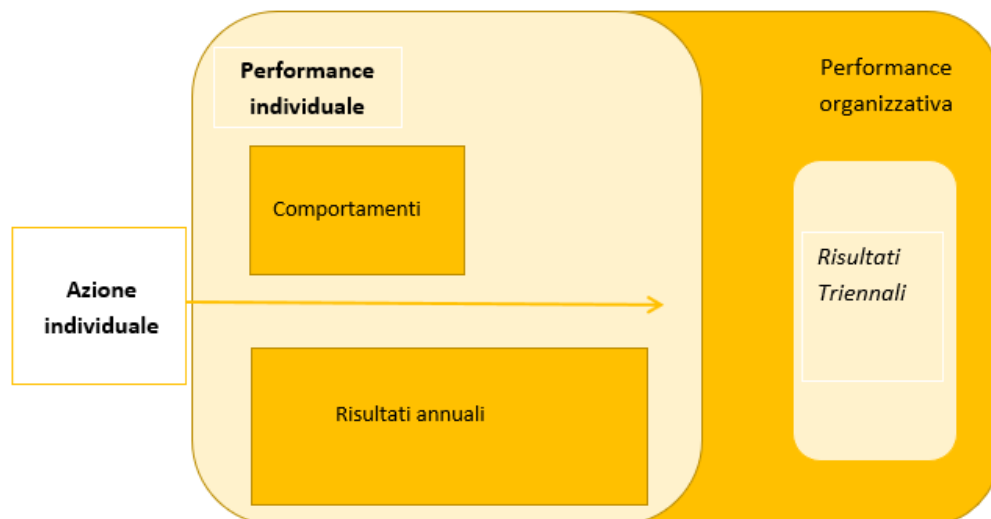 Performance
individuale
Performance
organizzativa
Comportamenti
Risultati
Triennali
Azione
individuale
Risultati annuali